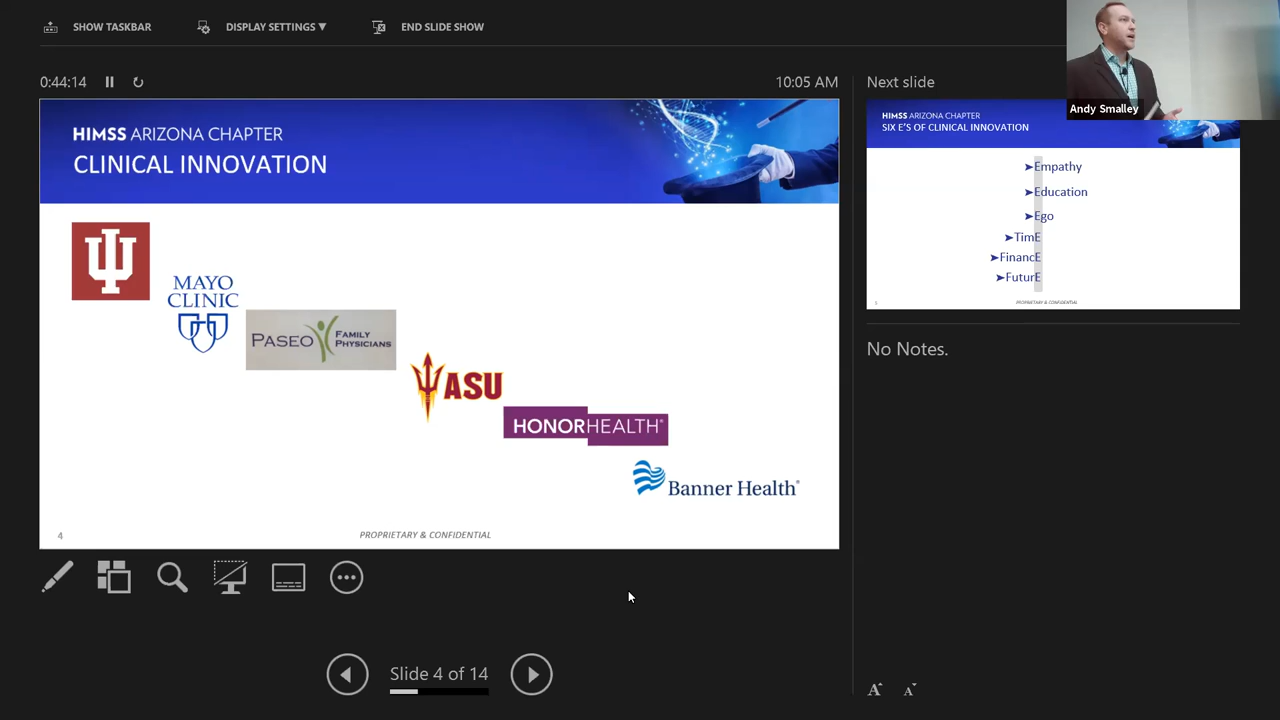 SHOW TASKBAR
DISPLAY SETTINGS ▼
END SLIDE SHOW
Andy Smalley
0:44:14
10:05 AM
HIMSS ARIZONA CHAPTER
CLINICAL INNOVATION
MAYO
CLINIC
PASEO FAMILY
PHYSICIANS
ASU
HONORHEALTH®
Banner Health®
4
PROPRIETARY & CONFIDENTIAL
Slide 4 of 14
Next slide
HIMSS ARIZONA CHAPTER
SIX E'S OF CLINICAL INNOVATION
➤Empathy
➤Education
➤Ego
➤TimE
➤FinancE
➤FuturE
PROPRIETARY & CONFIDENTIAL
No Notes.
A A